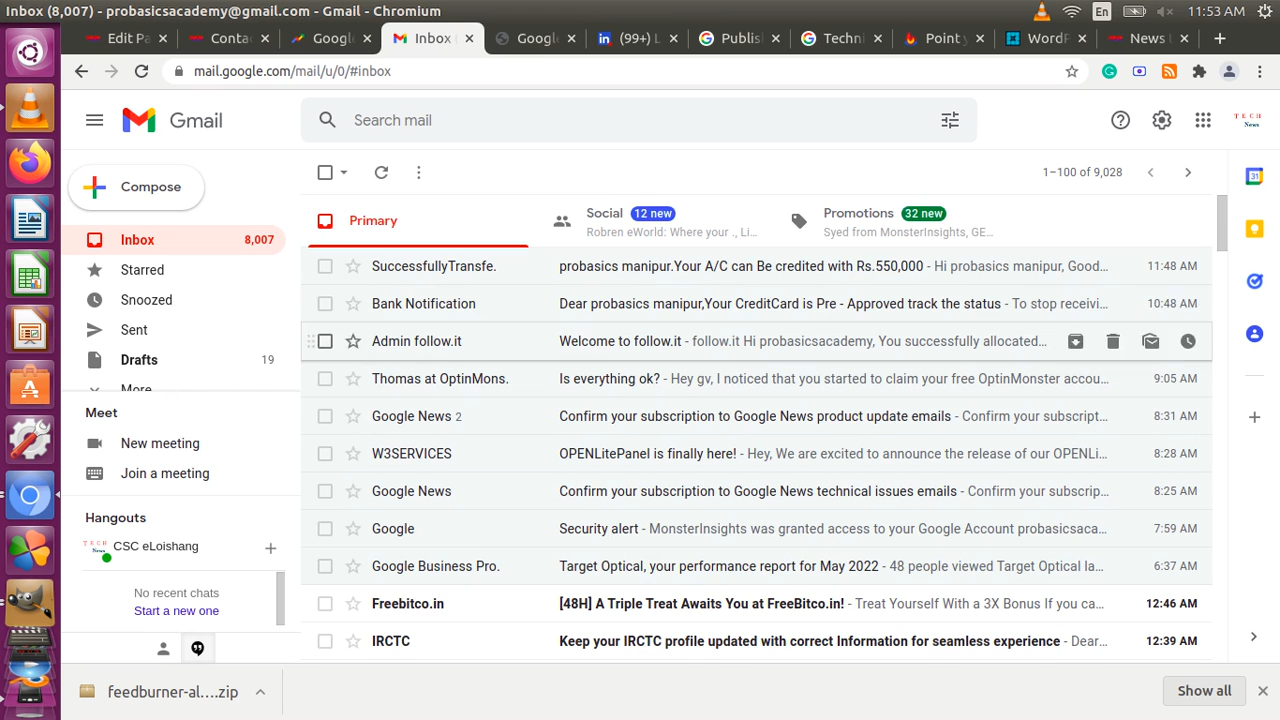 Inbox (8,007) - probasicsacademy@gmail.com - Gmail - Chromium
En
11:53 AM
Edit Pa
Conta
Google
Inbox (
Google
(99+) L
Publis
Techni
Point y
WordP
News L
mail.google.com/mail/u/0/#inbox
Gmail
Search mail
TECH
News
Compose
1–100 of 9,028
31
Inbox 8,007
Starred
Snoozed
Sent
Drafts 19
More
Primary
Social 12 new
Robren eWorld: Where your ., Li...
Promotions 32 new
Syed from MonsterInsights, GE...
SuccessfullyTransfe. probasics manipur.Your A/C can Be credited with Rs.550,000 - Hi probasics manipur, Good... 11:48 AM
Bank Notification Dear probasics manipur,Your CreditCard is Pre - Approved track the status - To stop receivi... 10:48 AM
Admin follow.it Welcome to follow.it - follow.it Hi probasicsacademy, You successfully allocated...
Thomas at OptinMons. Is everything ok? - Hey gv, I noticed that you started to claim your free OptinMonster accou... 9:05 AM
Google News 2 Confirm your subscription to Google News product update emails - Confirm your subscript... 8:31 AM
W3SERVICES OPENLitePanel is finally here! - Hey, We are excited to announce the release of our OPENLi... 8:28 AM
Google News Confirm your subscription to Google News technical issues emails - Confirm your subscrip... 8:25 AM
Google Security alert - MonsterInsights was granted access to your Google Account probasicsaca... 7:59 AM
Google Business Pro. Target Optical, your performance report for May 2022 - 48 people viewed Target Optical la... 6:37 AM
Freebitco.in [48H] A Triple Treat Awaits You at FreeBitco.in! - Treat Yourself With a 3X Bonus If you ca... 12:46 AM
IRCTC Keep your IRCTC profile updated with correct Information for seamless experience - Dear... 12:39 AM
Meet
New meeting
Join a meeting
Hangouts
TECH
News
CSC eLoishang
No recent chats
Start a new one
feedburner-al....zip
Show all